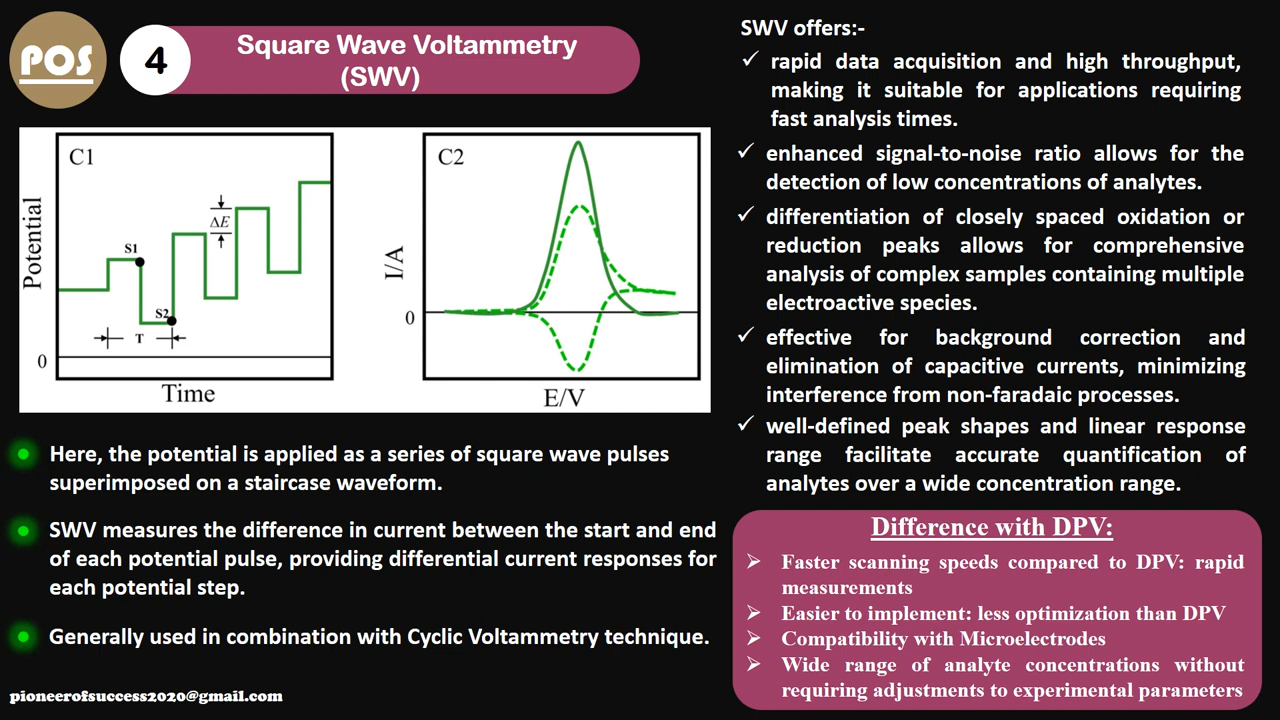 POS
4
Square Wave Voltammetry
(SWV)
C1
Potential
S1
S2
ΔE
T
0
Time
C2
I/A
0
E/V
Here, the potential is applied as a series of square wave pulses
superimposed on a staircase waveform.
SWV measures the difference in current between the start and end
of each potential pulse, providing differential current responses for
each potential step.
Generally used in combination with Cyclic Voltammetry technique.
pioneerofsuccess2020@gmail.com
SWV offers:-
rapid data acquisition and high throughput,
making it suitable for applications requiring
fast analysis times.
enhanced signal-to-noise ratio allows for the
detection of low concentrations of analytes.
differentiation of closely spaced oxidation or
reduction peaks allows for comprehensive
analysis of complex samples containing multiple
electroactive species.
effective for background correction and
elimination of capacitive currents, minimizing
interference from non-faradaic processes.
well-defined peak shapes and linear response
range facilitate accurate quantification of
analytes over a wide concentration range.
Difference with DPV:
Faster scanning speeds compared to DPV: rapid
measurements
Easier to implement: less optimization than DPV
Compatibility with Microelectrodes
Wide range of analyte concentrations without
requiring adjustments to experimental parameters